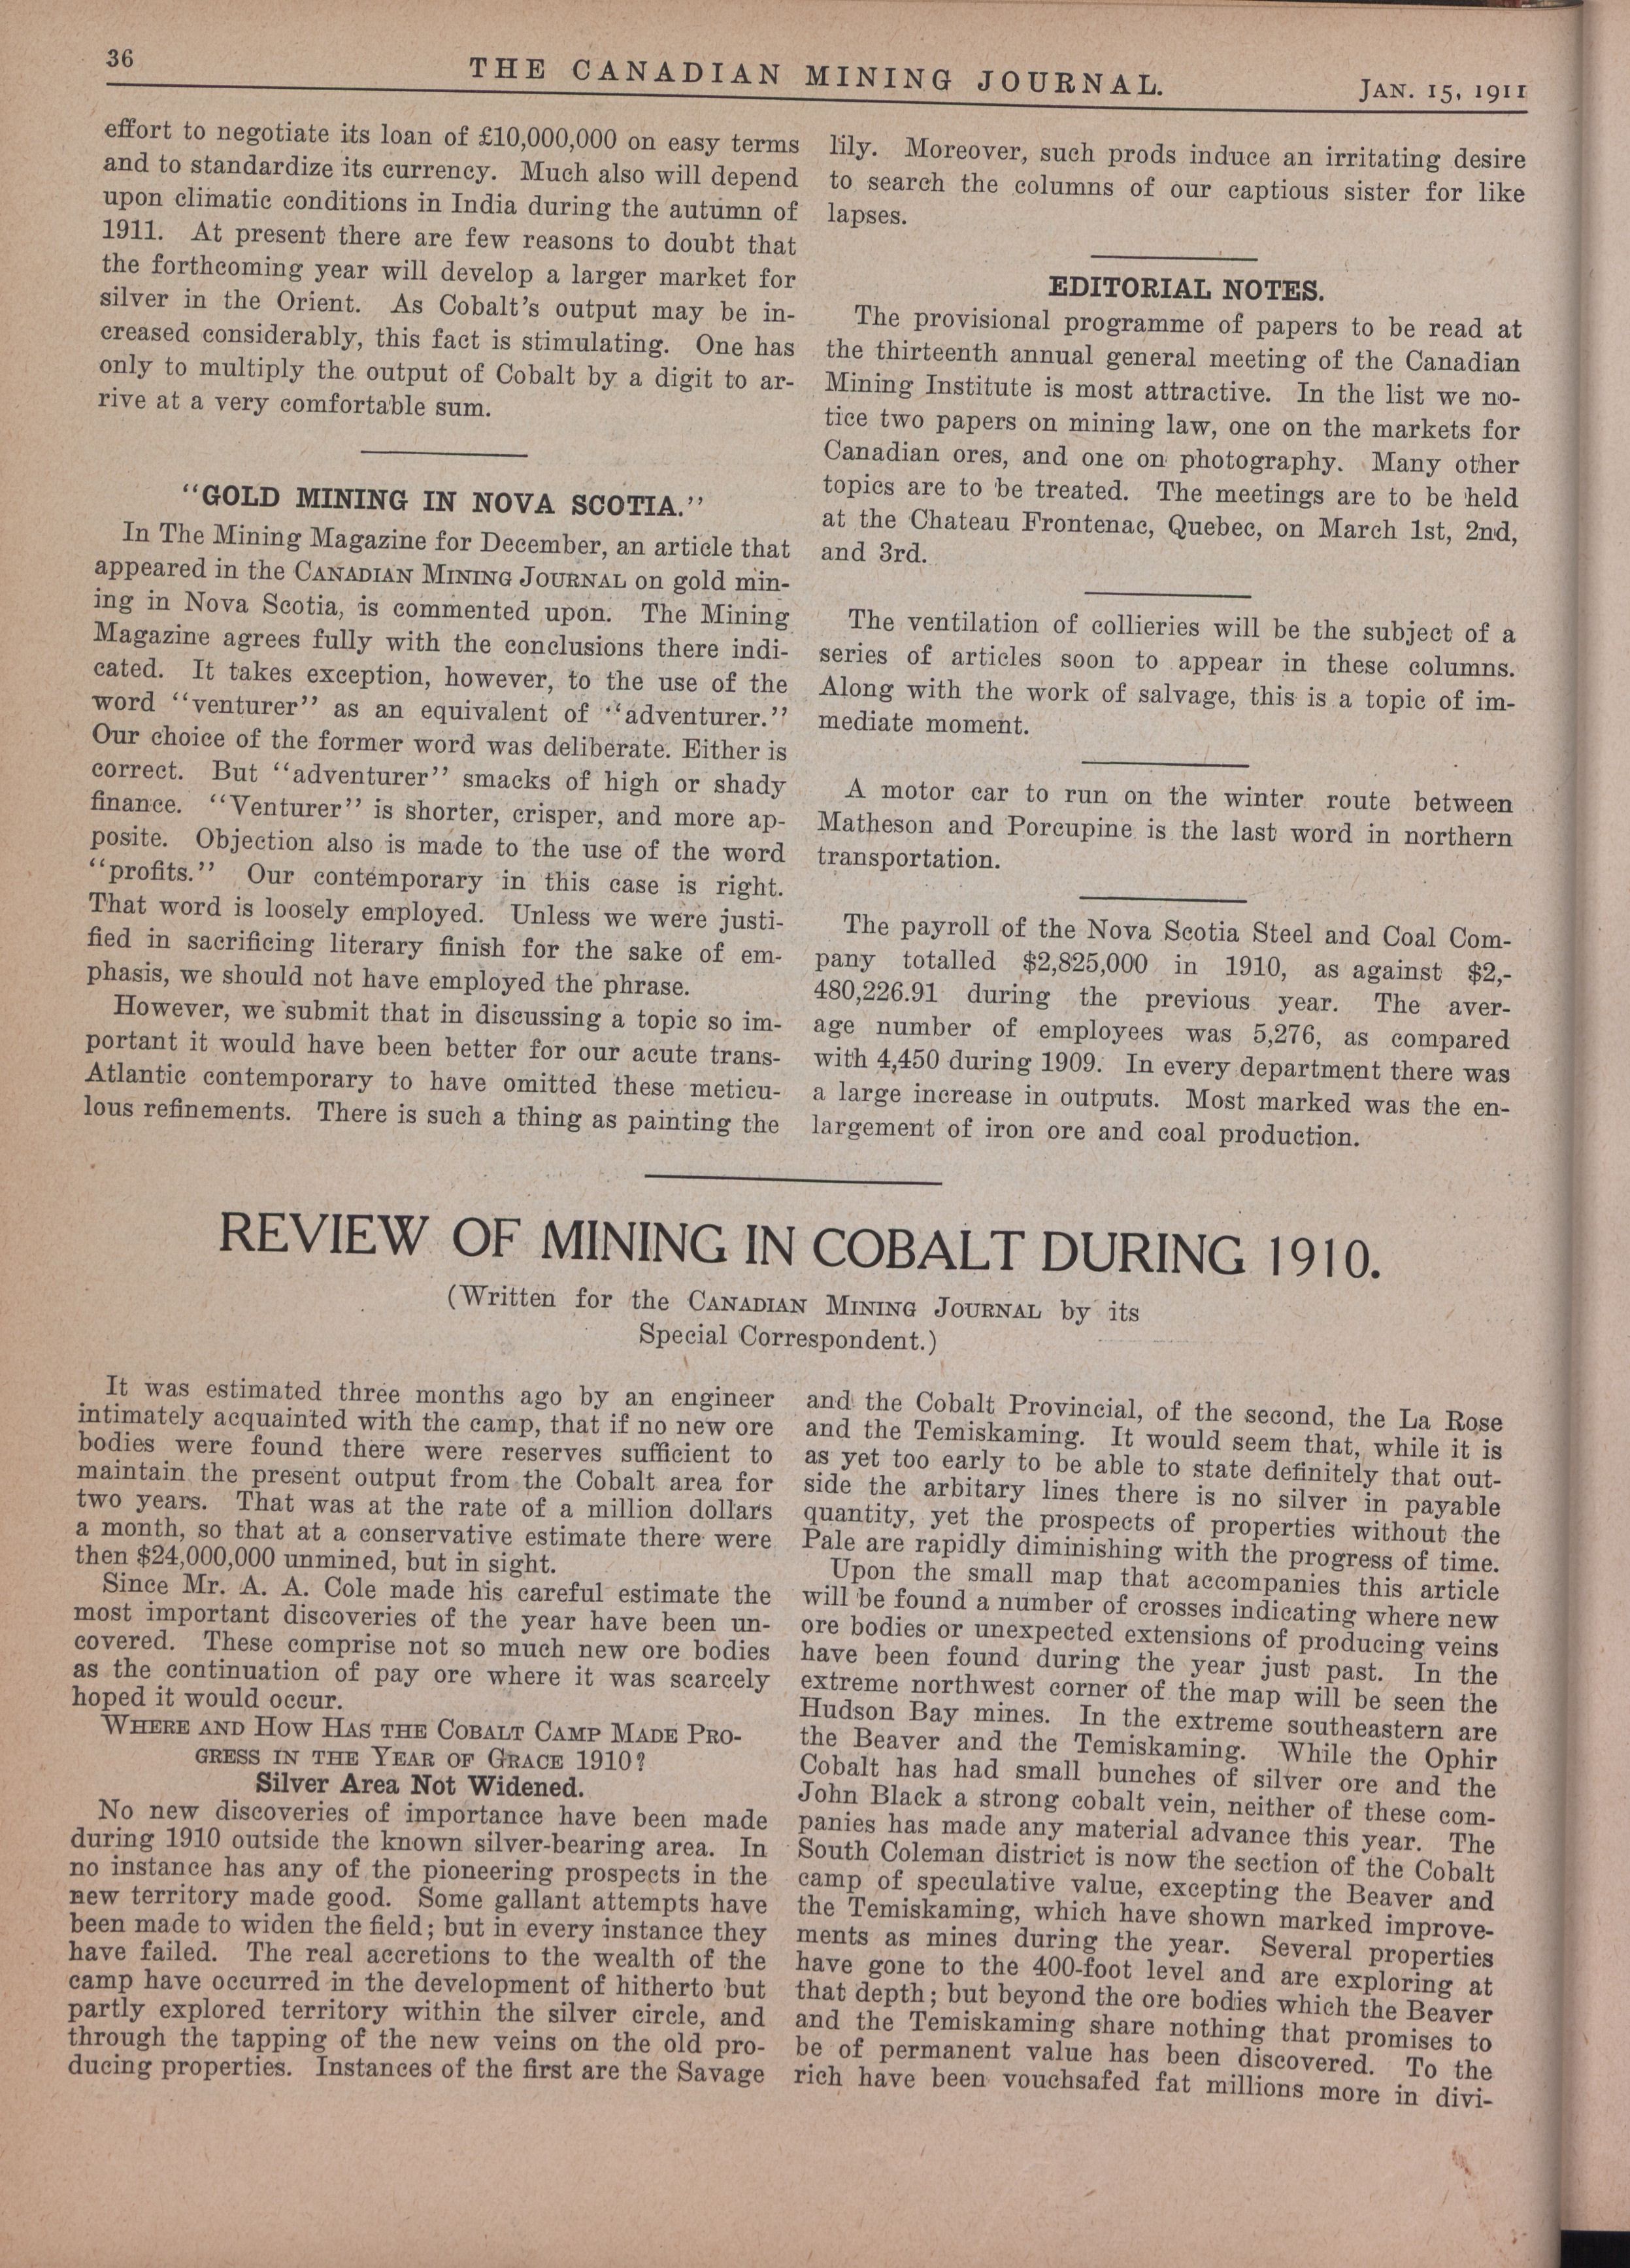 36
THE CANADIAN MINING JOURNAL.
JAN. 15, 1911
effort to negotiate its loan of £10,000,000 on easy terms
and to standardize its currency. Much also will depend
upon climatic conditions in India during the autumn of
1911. At present there are few reasons to doubt that
the forthcoming year will develop a larger market for
silver in the Orient. As Cobalt's output may be in-
creased considerably, this fact is stimulating. One has
only to multiply the output of Cobalt by a digit to ar-
rive at a very comfortable sum.
"GOLD MINING IN NOVA SCOTIA."
In The Mining Magazine for December, an article that
appeared in the CANADIAN MINING JOURNAL on gold min-
ing in Nova Scotia, is commented upon. The Mining
Magazine agrees fully with the conclusions there indi-
cated. It takes exception, however, to the use of the
word "venturer" as an equivalent of "adventurer."
Our choice of the former word was deliberate. Either is
correct. But "adventurer" smacks of high or shady
finance. "Venturer" is shorter, crisper, and more ap-
posite. Objection also is made to the use of the word
"profits." Our contemporary in this case is right.
That word is loosely employed. Unless we were justi-
fied in sacrificing literary finish for the sake of em-
phasis, we should not have employed the phrase.
However, we submit that in discussing a topic so im-
portant it would have been better for our acute trans-
Atlantic contemporary to have omitted these meticu-
lous refinements. There is such a thing as painting the
lily. Moreover, such prods induce an irritating desire
to search the columns of our captious sister for like
lapses.
EDITORIAL NOTES.
The provisional programme of papers to be read at
the thirteenth annual general meeting of the Canadian
Mining Institute is most attractive. In the list we no-
tice two papers on mining law, one on the markets for
Canadian ores, and one on photography. Many other
topics are to be treated. The meetings are to be held
at the Chateau Frontenac, Quebec, on March 1st, 2nd,
and 3rd.
The ventilation of collieries will be the subject of a
series of articles soon to appear in these columns.
Along with the work of salvage, this is a topic of im-
mediate moment.
A motor car to run on the winter route between
Matheson and Porcupine is the last word in northern
transportation.
The payroll of the Nova Scotia Steel and Coal Com-
pany totalled $2,825,000 in 1910, as against $2,-
480,226.91 during the previous year. The aver-
age number of employees was 5,276, as compared
with 4,450 during 1909. In every department there was
a large increase in outputs. Most marked was the en-
largement of iron ore and coal production.
REVIEW OF MINING IN COBALT DURING 1910.
(Written for the CANADIAN MINING JOURNAL by its
Special Correspondent.)
It was estimated three months ago by an engineer
intimately acquainted with the camp, that if no new ore
bodies were found there were reserves sufficient to
maintain the present output from the Cobalt area for
two years. That was at the rate of a million dollars
a month, so that at a conservative estimate there were
then $24,000,000 unmined, but in sight.
Since Mr. A. A. Cole made his careful estimate the
most important discoveries of the year have been un-
covered. These comprise not so much new ore bodies
as the continuation of pay ore where it was scarcely
hoped it would occur.
WHERE AND HOW HAS THE COBALT CAMP MADE PRO-
GRESS IN THE YEAR OF GRACE 1910?
Silver Area Not Widened.
No new discoveries of importance have been made
during 1910 outside the known silver-bearing area. In
no instance has any of the pioneering prospects in the
new territory made good. Some gallant attempts have
been made to widen the field; but in every instance they
have failed. The real accretions to the wealth of the
camp have occurred in the development of hitherto but
partly explored territory within the silver circle, and
through the tapping of the new veins on the old pro-
ducing properties. Instances of the first are the Savage
and the Cobalt Provincial, of the second, the La Rose
and the Temiskaming. It would seem that, while it is
as yet too early to be able to state definitely that out-
side the arbitary lines there is no silver in payable
quantity, yet the prospects of properties without the
Pale are rapidly diminishing with the progress of time.
Upon the small map that accompanies this article
will be found a number of crosses indicating where new
ore bodies or unexpected extensions of producing veins
have been found during the year just past. In the
extreme northwest corner of the map will be seen the
Hudson Bay mines. In the extreme southeastern are
the Beaver and the Temiskaming. While the Ophir
Cobalt has had small bunches of silver ore and the
John Black a strong cobalt vein, neither of these com-
panies has made any material advance this year. The
South Coleman district is now the section of the Cobalt
camp of speculative value, excepting the Beaver and
the Temiskaming, which have shown marked improve-
ments as mines during the year. Several properties
have gone to the 400-foot level and are exploring at
that depth; but beyond the ore bodies which the Beaver
and the Temiskaming share nothing that promises to
be of permanent value has been discovered. To the
rich have been vouchsafed fat millions more in divi-